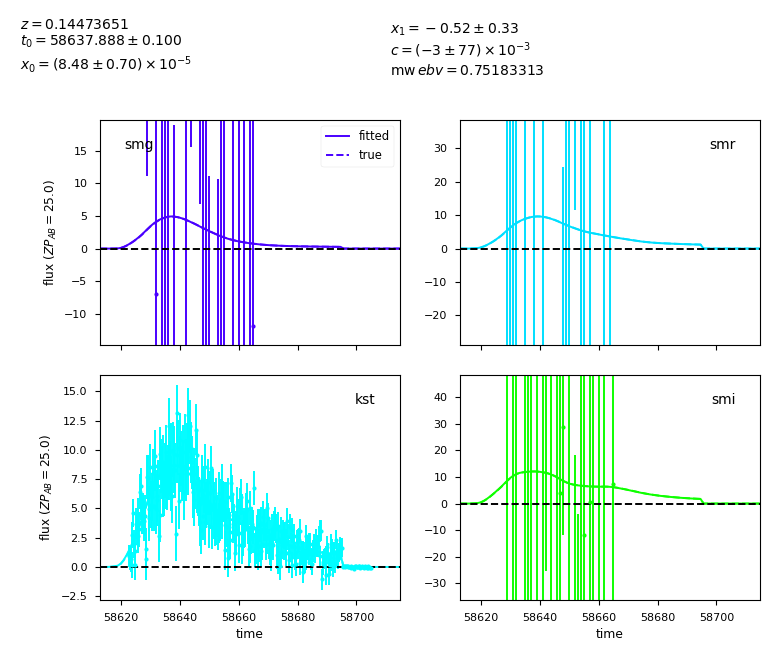 z = 0.14473651
t₀ = 58637.888 ± 0.100
x₀ = (8.48 ± 0.70) × 10⁻⁵
x₁ = −0.52 ± 0.33
c = (−3 ± 77) × 10⁻³
mw ebv = 0.75183313
smg
fitted
true
15
10
5
0
−5
−10
flux (ZP_AB = 25.0)
smr
30
20
10
0
−10
−20
kst
15.0
12.5
10.0
7.5
5.0
2.5
0.0
−2.5
flux (ZP_AB = 25.0)
58620 58640 58660 58680 58700
time
smi
40
30
20
10
0
−10
−20
−30
58620 58640 58660 58680 58700
time